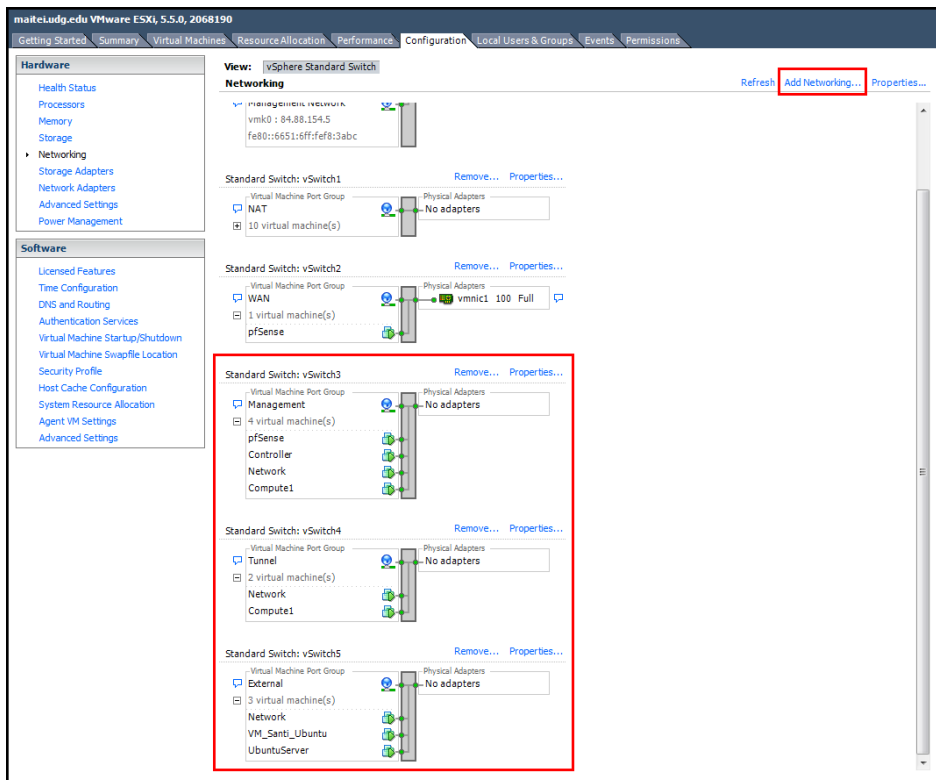 maitei.udg.edu VMware ESXi, 5.5.0, 2068190
Getting Started Summary Virtual Machines Resource Allocation Performance Configuration Local Users & Groups Events Permissions
Hardware
Health Status
Processors
Memory
Storage
Networking
Storage Adapters
Network Adapters
Advanced Settings
Power Management
Software
Licensed Features
Time Configuration
DNS and Routing
Authentication Services
Virtual Machine Startup/Shutdown
Virtual Machine Swapfile Location
Security Profile
Host Cache Configuration
System Resource Allocation
Agent VM Settings
Advanced Settings
View: vSphere Standard Switch
Networking
Refresh Add Networking... Properties...
Management Network
vmk0 : 84.88.154.5
fe80::6651:6ff:fef8:3abc
Standard Switch: vSwitch1 Remove... Properties...
Virtual Machine Port Group Physical Adapters
NAT No adapters
10 virtual machine(s)
Standard Switch: vSwitch2 Remove... Properties...
Virtual Machine Port Group Physical Adapters
WAN vmnic1 100 Full
1 virtual machine(s)
pfSense
Standard Switch: vSwitch3 Remove... Properties...
Virtual Machine Port Group Physical Adapters
Management No adapters
4 virtual machine(s)
pfSense
Controller
Network
Compute1
Standard Switch: vSwitch4 Remove... Properties...
Virtual Machine Port Group Physical Adapters
Tunnel No adapters
2 virtual machine(s)
Network
Compute1
Standard Switch: vSwitch5 Remove... Properties...
Virtual Machine Port Group Physical Adapters
External No adapters
3 virtual machine(s)
Network
VM_Santi_Ubuntu
UbuntuServer